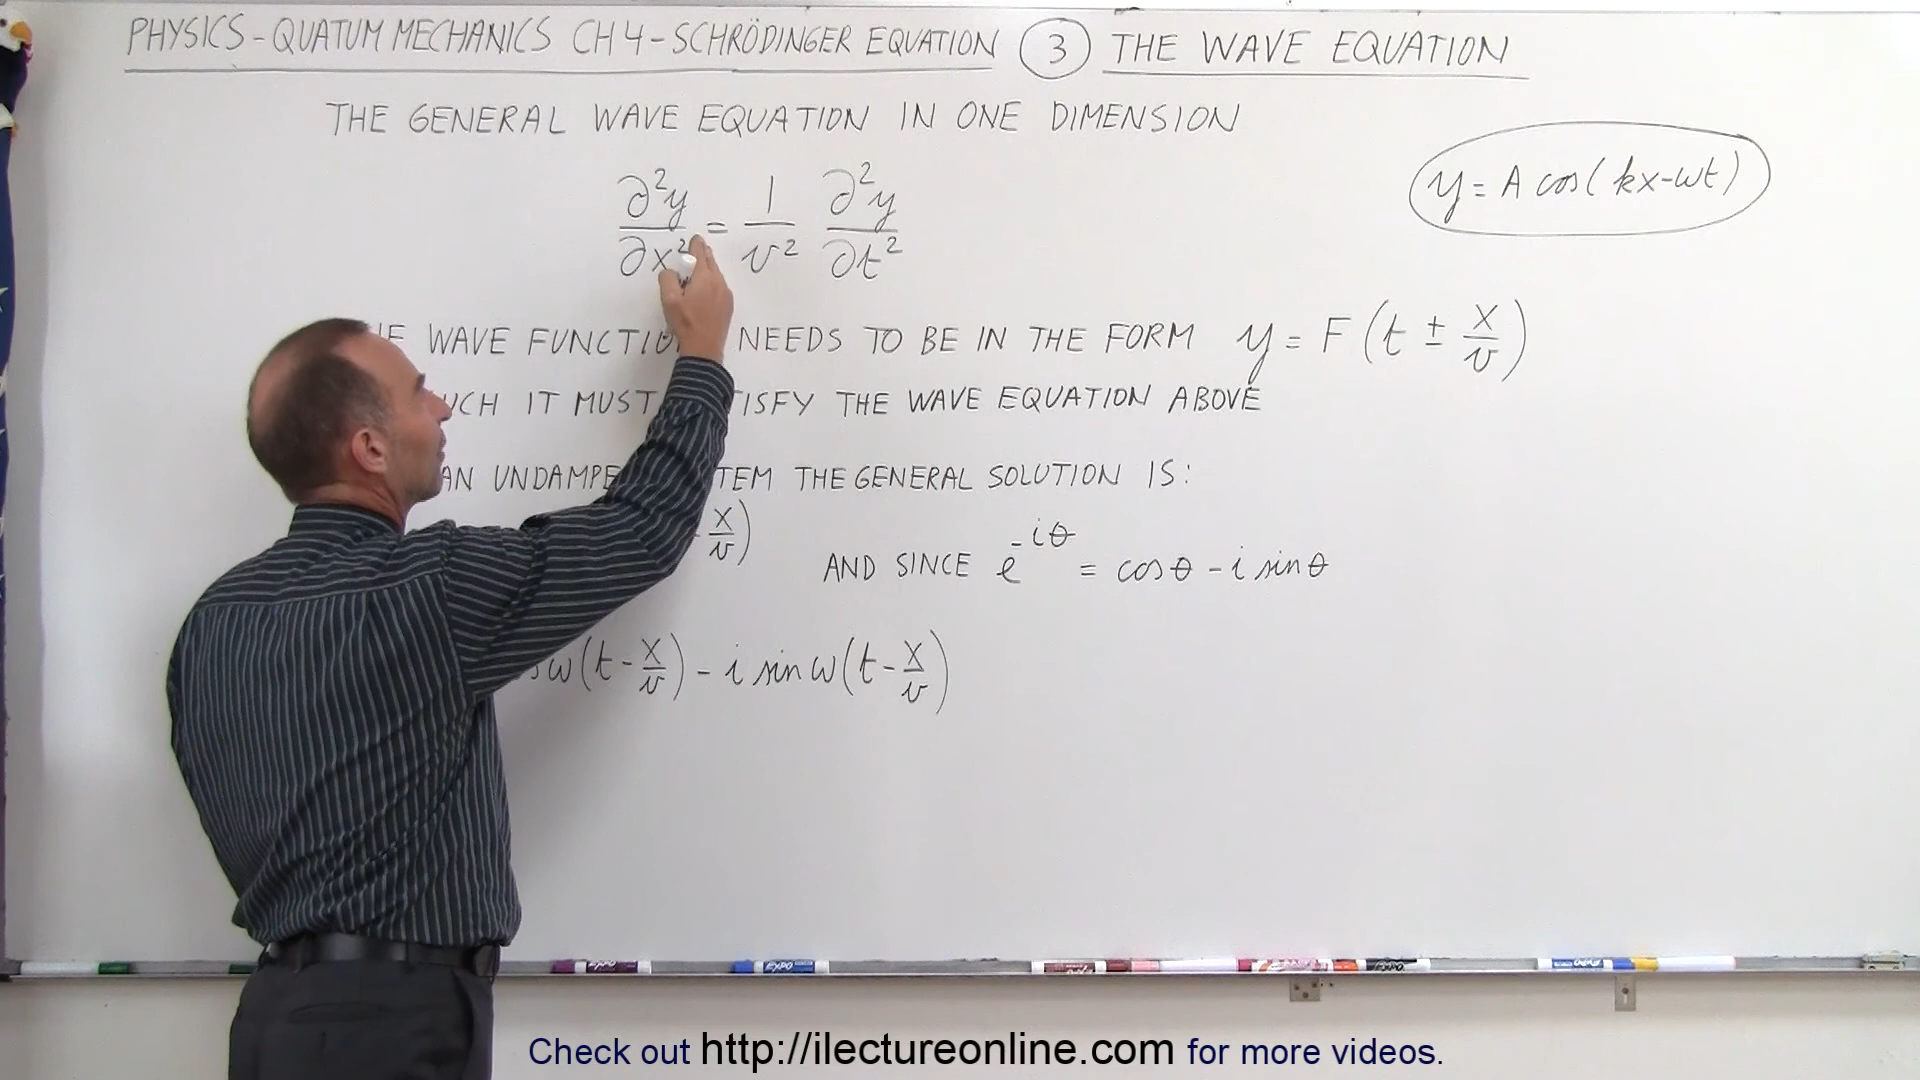 PHYSICS - QUATUM MECHANICS CH 4 - SCHRÖDINGER EQUATION ③ THE WAVE EQUATION
THE GENERAL WAVE EQUATION IN ONE DIMENSION
∂²y/∂x² = 1/v² ∂²y/∂t²
y = A cos(kx-ωt)
WAVE FUNCTIO NEEDS TO BE IN THE FORM y = F(t ± x/v)
IT MUST THE WAVE EQUATION ABOVE
AN UNDAMPE THE GENERAL SOLUTION IS:
x/v)
AND SINCE e^-iθ = cosθ - i sinθ
ω(t - x/v) - i sin ω(t - x/v)
EXPO
Check out http://ilectureonline.com for more videos.